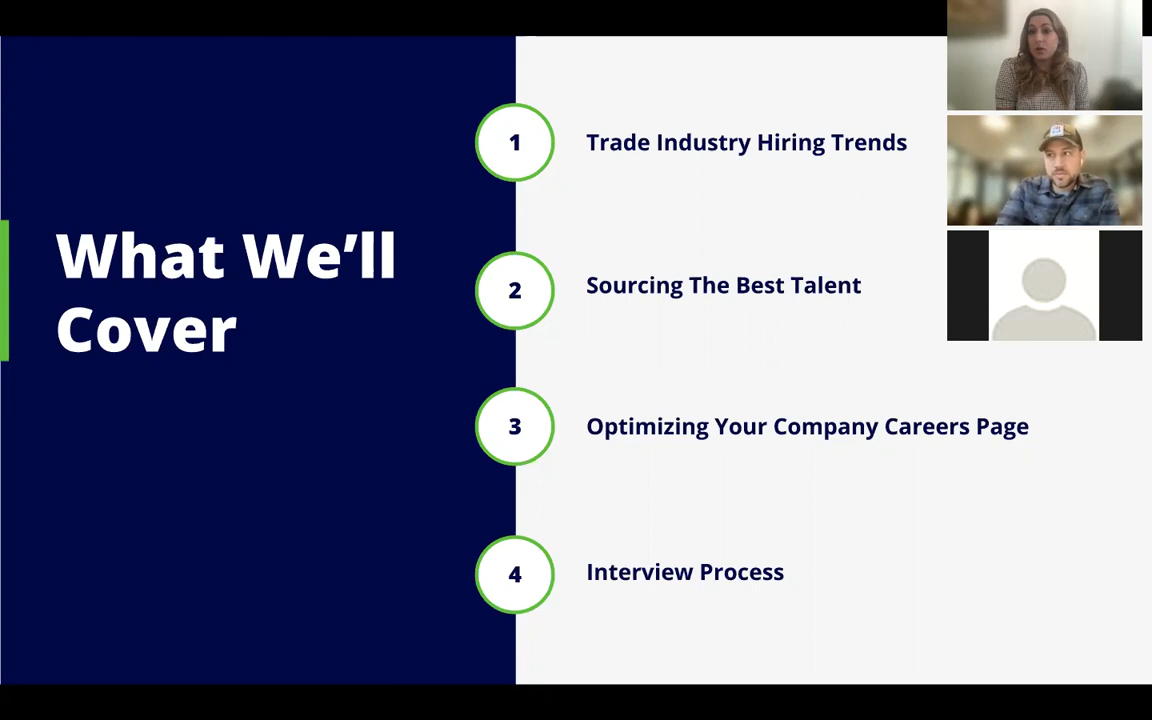 What We’ll
Cover
1
Trade Industry Hiring Trends
2
Sourcing The Best Talent
3
Optimizing Your Company Careers Page
4
Interview Process